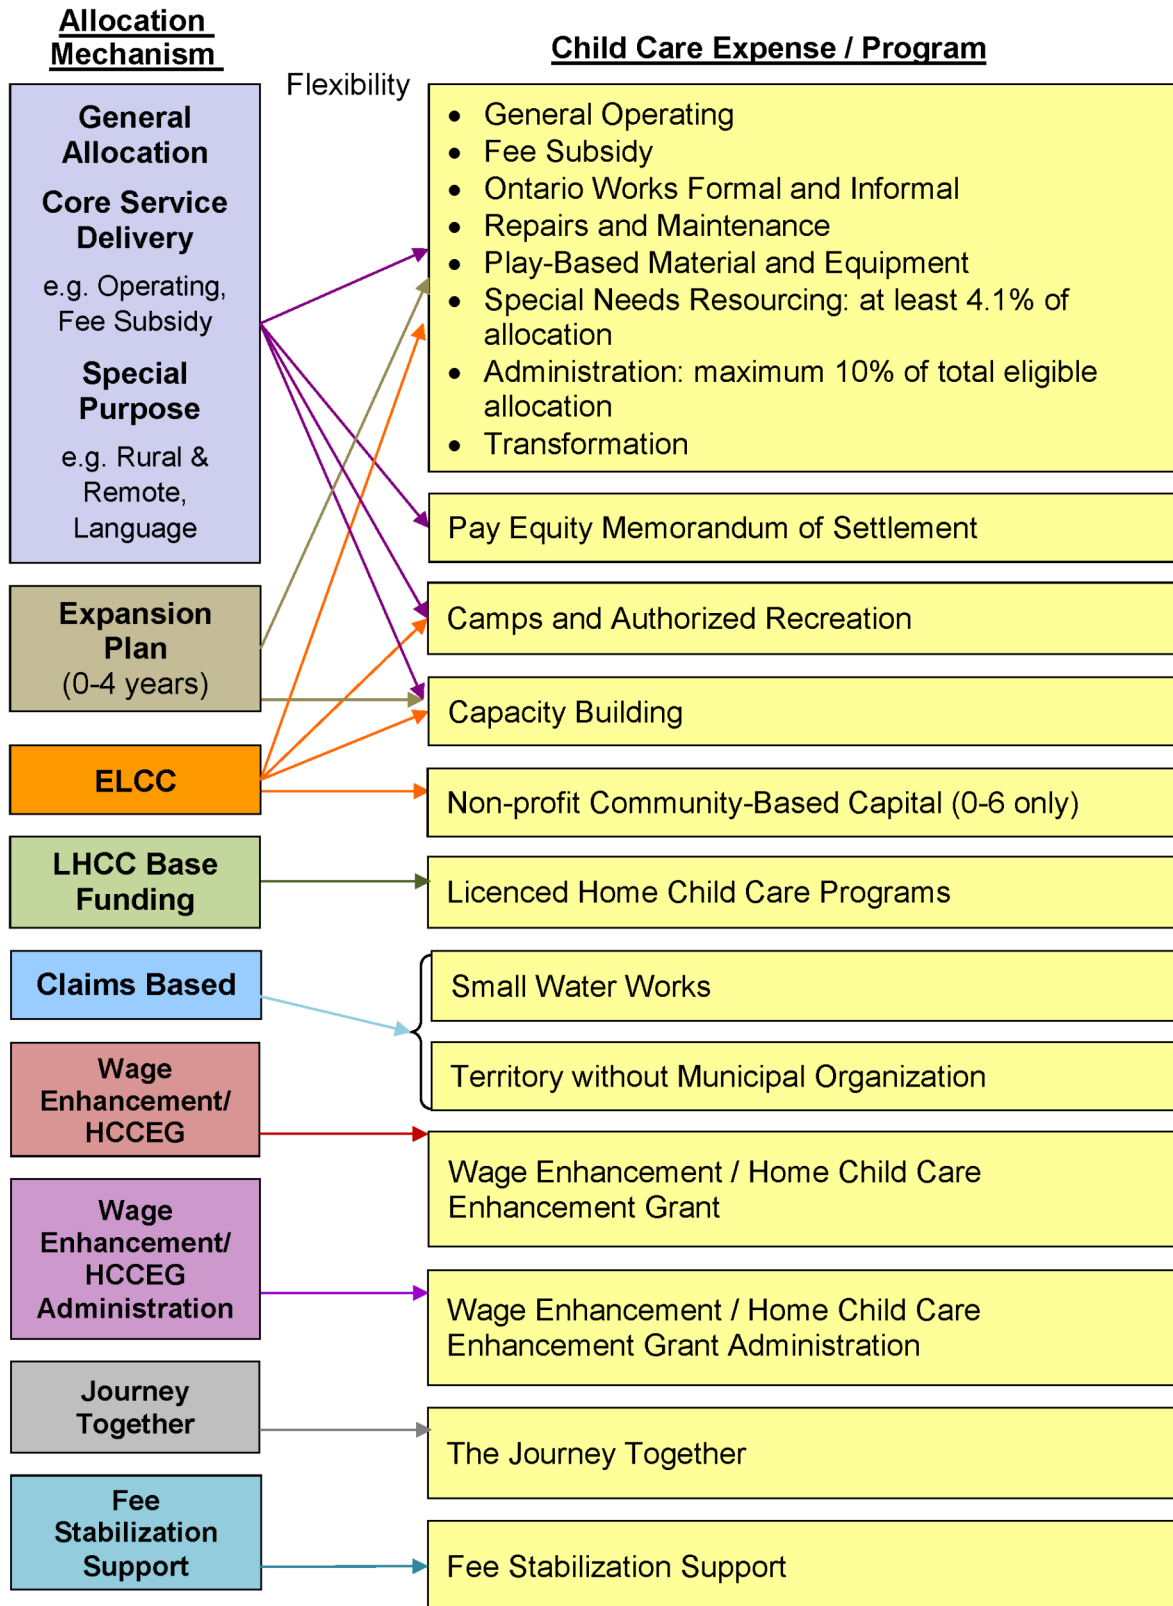 Allocation
Mechanism
Child Care Expense / Program
Flexibility
General
Allocation
Core Service
Delivery
e.g. Operating,
Fee Subsidy
Special
Purpose
e.g. Rural &
Remote,
Language
• General Operating
• Fee Subsidy
• Ontario Works Formal and Informal
• Repairs and Maintenance
• Play-Based Material and Equipment
• Special Needs Resourcing: at least 4.1% of
allocation
• Administration: maximum 10% of total eligible
allocation
• Transformation
Pay Equity Memorandum of Settlement
Expansion
Plan
(0-4 years)
Camps and Authorized Recreation
Capacity Building
ELCC
Non-profit Community-Based Capital (0-6 only)
LHCC Base
Funding
Licenced Home Child Care Programs
Claims Based
Small Water Works
Territory without Municipal Organization
Wage
Enhancement/
HCCEG
Wage Enhancement / Home Child Care
Enhancement Grant
Wage
Enhancement/
HCCEG
Administration
Wage Enhancement / Home Child Care
Enhancement Grant Administration
Journey
Together
The Journey Together
Fee
Stabilization
Support
Fee Stabilization Support